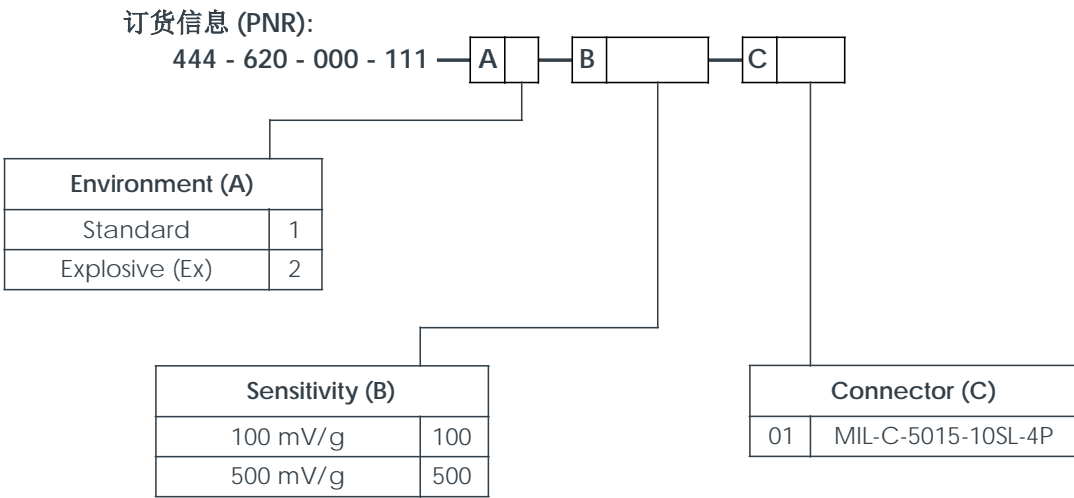 订货信息 (PNR):
444 - 620 - 000 - 111 — A — B — C
Environment (A)
Standard 1
Explosive (Ex) 2
Sensitivity (B)
100 mV/g 100
500 mV/g 500
Connector (C)
01 MIL-C-5015-10SL-4P